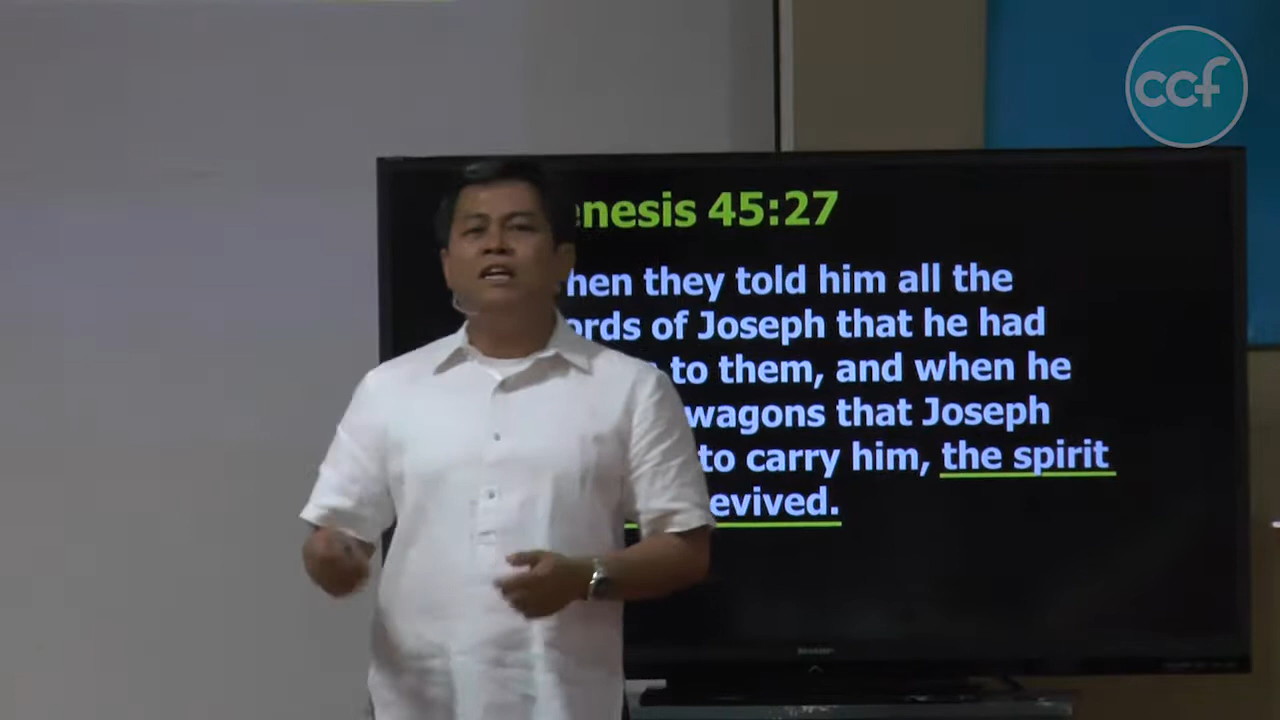 ccf
enesis 45:27
hen they told him all the
ords of Joseph that he had
to them, and when he
wagons that Joseph
to carry him, the spirit
evived.
SHARP